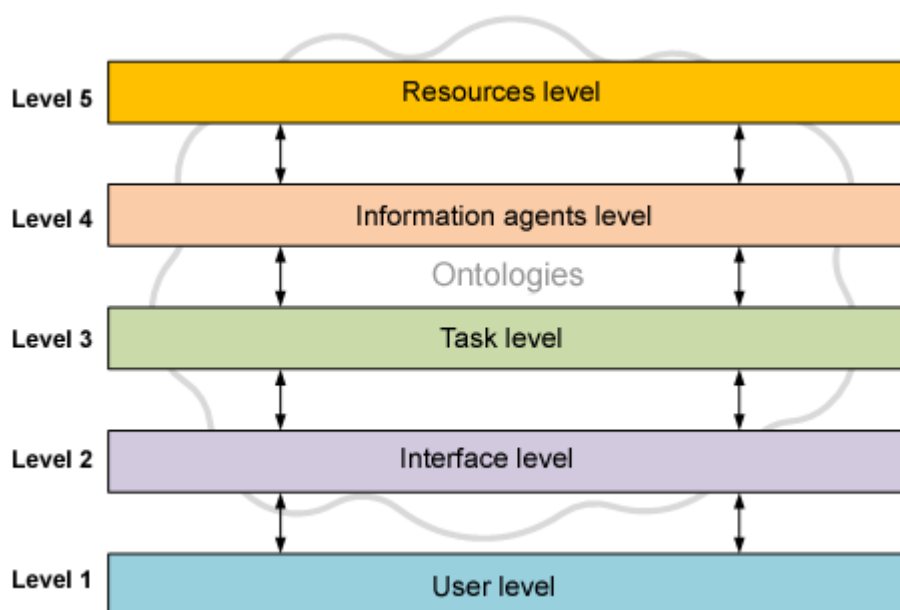 Level 5
Resources level
Level 4
Information agents level
Ontologies
Level 3
Task level
Level 2
Interface level
Level 1
User level